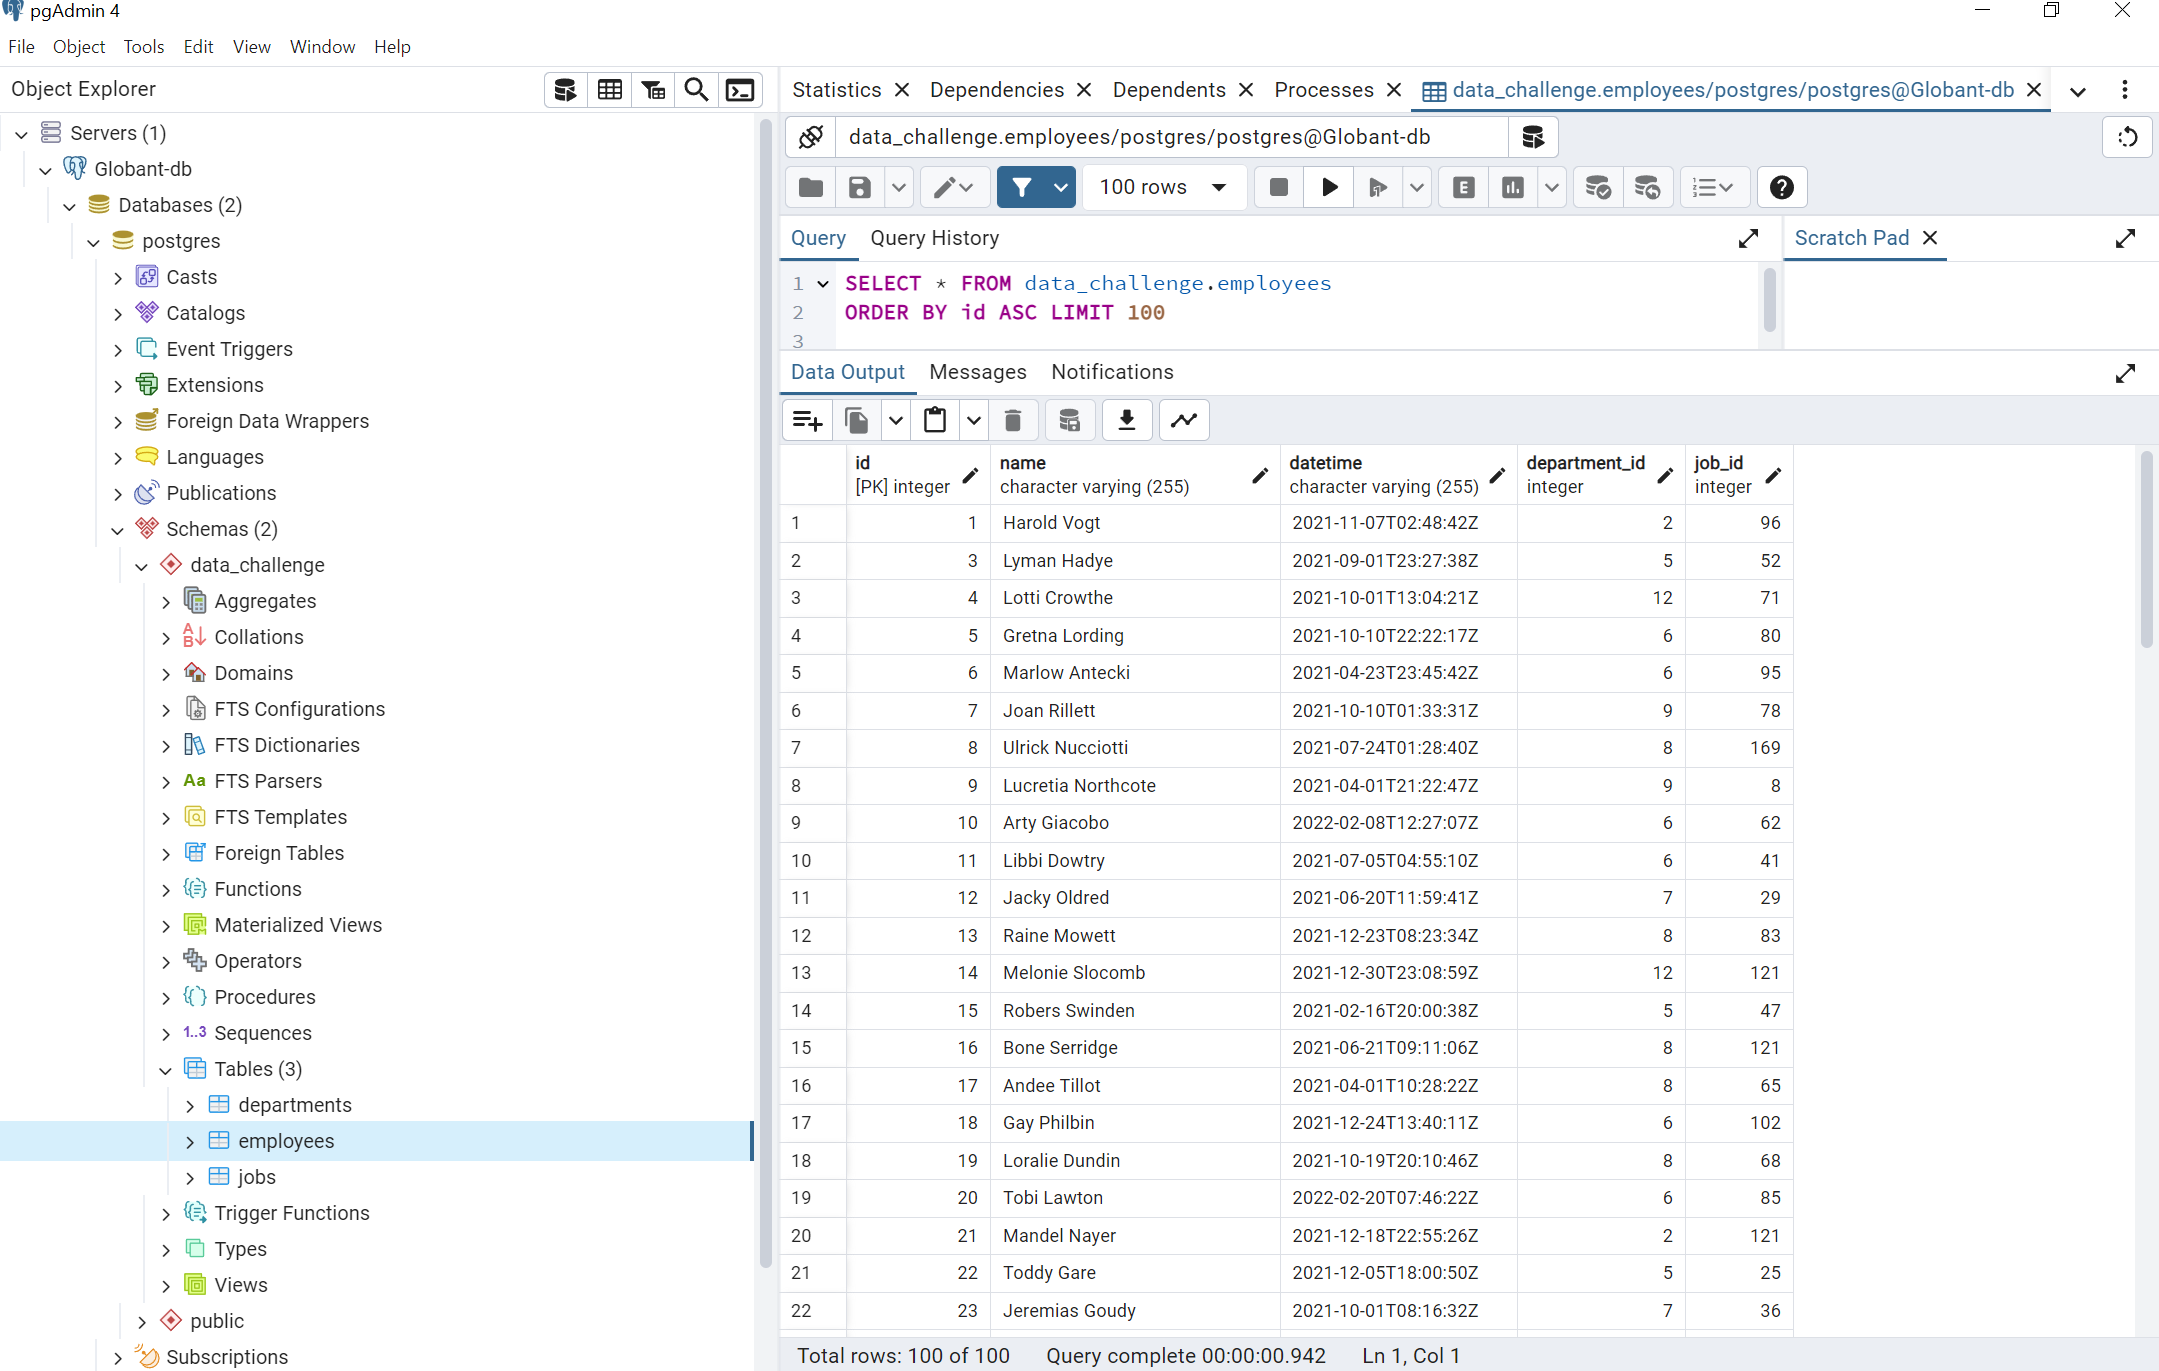 pgAdmin 4
File Object Tools Edit View Window Help
Object Explorer
Servers (1)
Globant-db
Databases (2)
postgres
Casts
Catalogs
Event Triggers
Extensions
Foreign Data Wrappers
Languages
Publications
Schemas (2)
data_challenge
Aggregates
Collations
Domains
FTS Configurations
FTS Dictionaries
Aa FTS Parsers
FTS Templates
Foreign Tables
Functions
Materialized Views
Operators
Procedures
1..3 Sequences
Tables (3)
departments
employees
jobs
Trigger Functions
Types
Views
public
Subscriptions
Statistics Dependencies Dependents Processes data_challenge.employees/postgres/postgres@Globant-db
data_challenge.employees/postgres/postgres@Globant-db
100 rows E
Query Query History Scratch Pad
1 SELECT * FROM data_challenge.employees
2 ORDER BY id ASC LIMIT 100
3
Data Output Messages Notifications
id name datetime department_id job_id
[PK] integer character varying (255) character varying (255) integer integer
1 1 Harold Vogt 2021-11-07T02:48:42Z 2 96
2 3 Lyman Hadye 2021-09-01T23:27:38Z 5 52
3 4 Lotti Crowthe 2021-10-01T13:04:21Z 12 71
4 5 Gretna Lording 2021-10-10T22:22:17Z 6 80
5 6 Marlow Antecki 2021-04-23T23:45:42Z 6 95
6 7 Joan Rillett 2021-10-10T01:33:31Z 9 78
7 8 Ulrick Nucciotti 2021-07-24T01:28:40Z 8 169
8 9 Lucretia Northcote 2021-04-01T21:22:47Z 9 8
9 10 Arty Giacobo 2022-02-08T12:27:07Z 6 62
10 11 Libbi Dowtry 2021-07-05T04:55:10Z 6 41
11 12 Jacky Oldred 2021-06-20T11:59:41Z 7 29
12 13 Raine Mowett 2021-12-23T08:23:34Z 8 83
13 14 Melonie Slocomb 2021-12-30T23:08:59Z 12 121
14 15 Robers Swinden 2021-02-16T20:00:38Z 5 47
15 16 Bone Serridge 2021-06-21T09:11:06Z 8 121
16 17 Andee Tillot 2021-04-01T10:28:22Z 8 65
17 18 Gay Philbin 2021-12-24T13:40:11Z 6 102
18 19 Loralie Dundin 2021-10-19T20:10:46Z 8 68
19 20 Tobi Lawton 2022-02-20T07:46:22Z 6 85
20 21 Mandel Nayer 2021-12-18T22:55:26Z 2 121
21 22 Toddy Gare 2021-12-05T18:00:50Z 5 25
22 23 Jeremias Goudy 2021-10-01T08:16:32Z 7 36
Total rows: 100 of 100 Query complete 00:00:00.942 Ln 1, Col 1